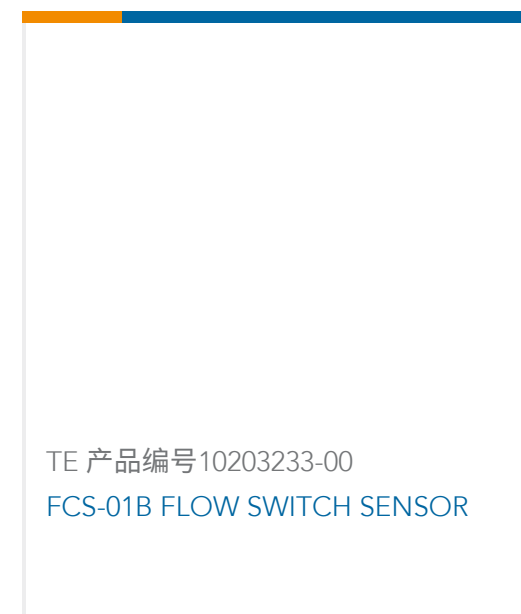 TE 产品编号10203233-00
FCS-01B FLOW SWITCH SENSOR